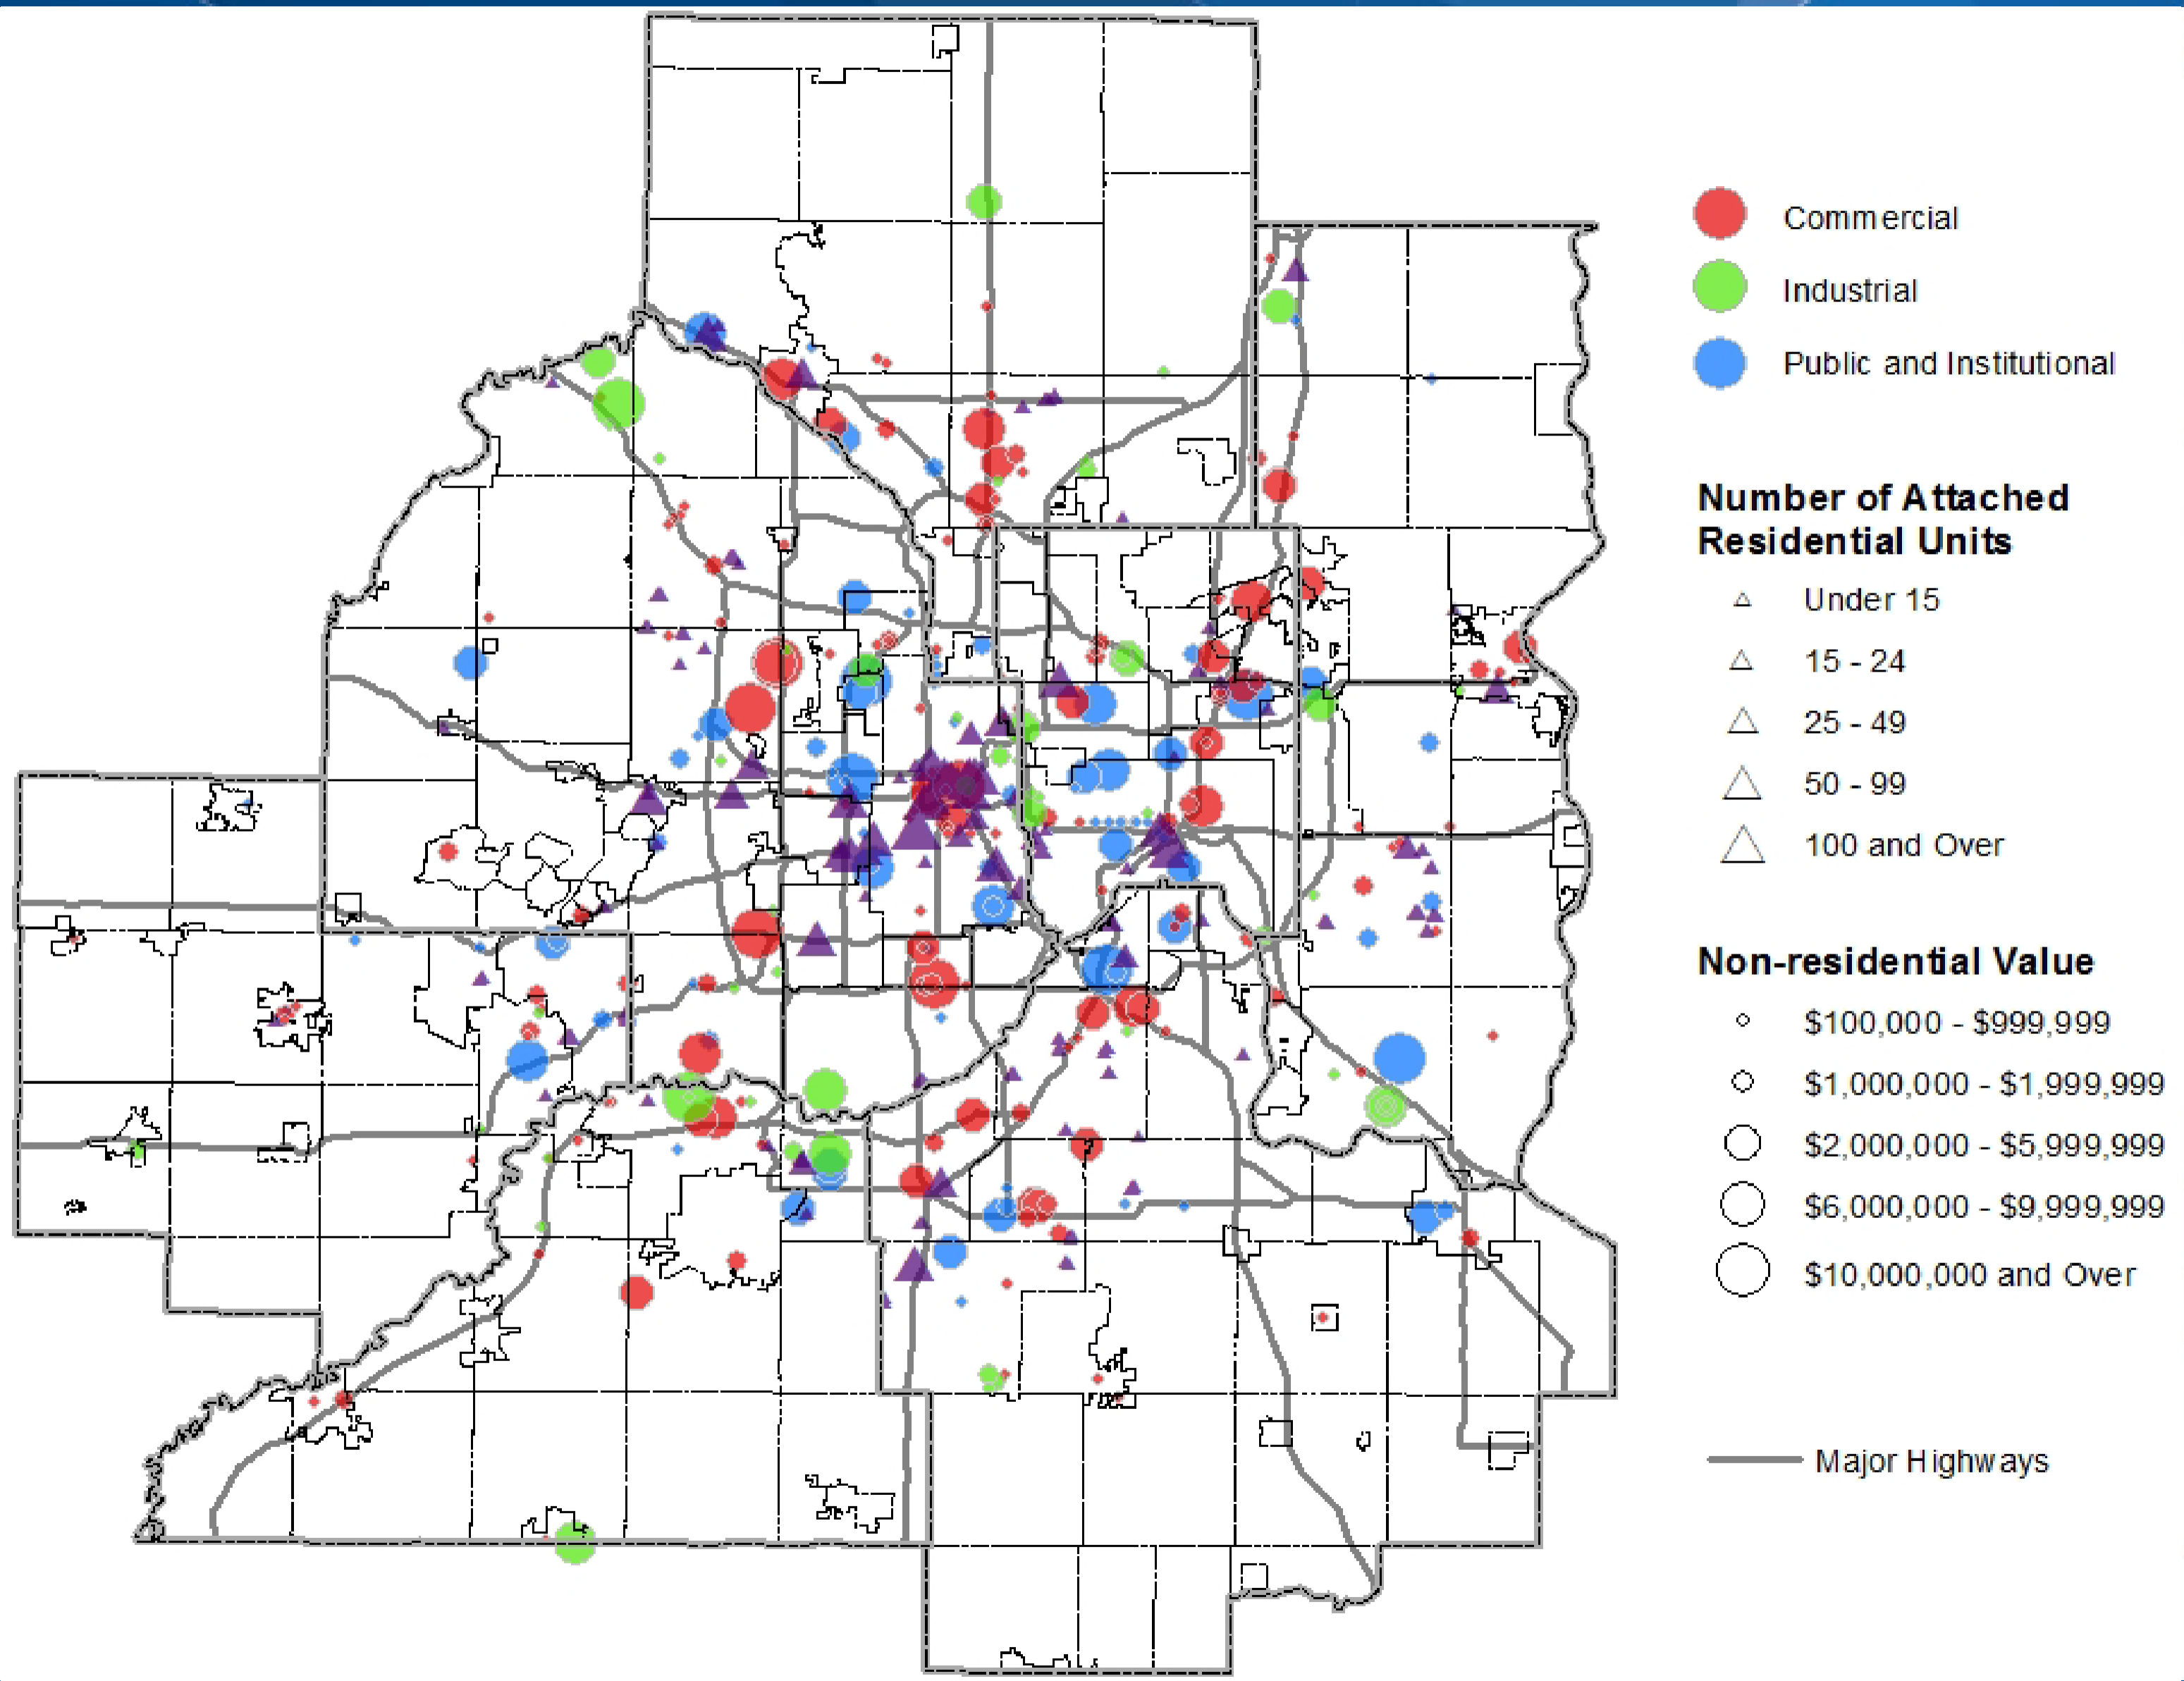 Commercial
Industrial
Public and Institutional
Number of Attached
Residential Units
Under 15
15 - 24
25 - 49
50 - 99
100 and Over
Non-residential Value
$100,000 - $999,999
$1,000,000 - $1,999,999
$2,000,000 - $5,999,999
$6,000,000 - $9,999,999
$10,000,000 and Over
Major Highways